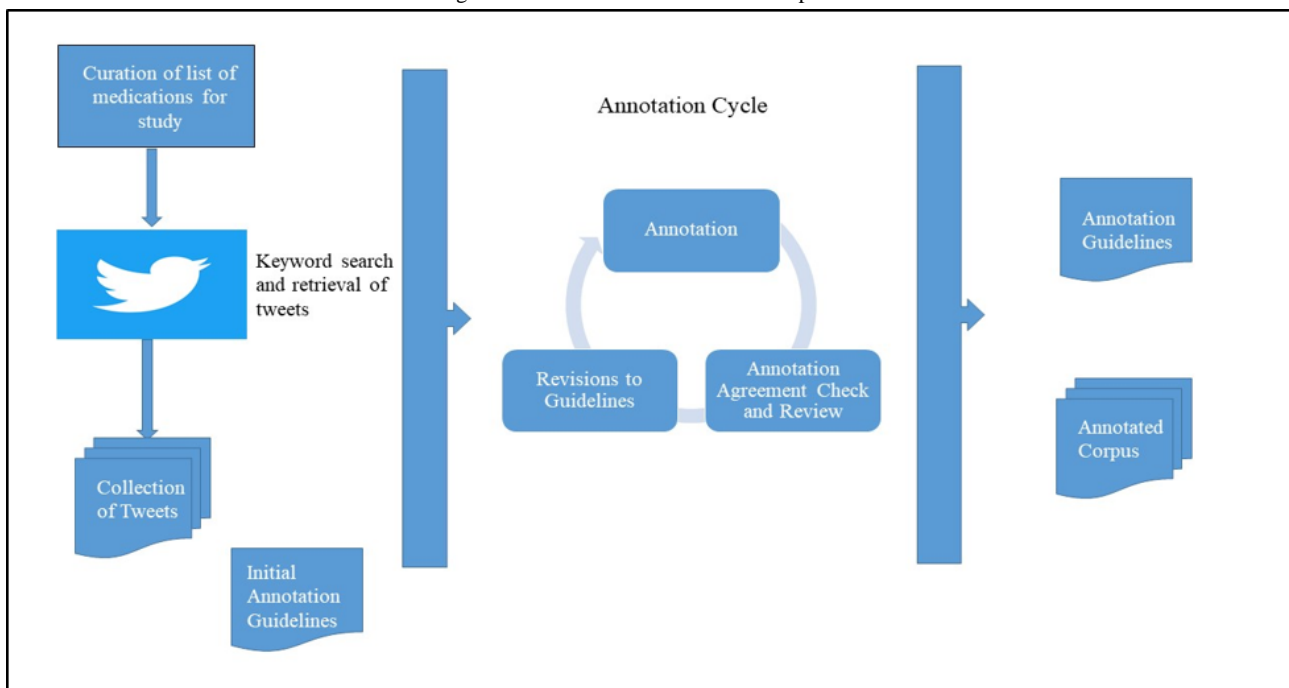 Curation of list of
medications for
study
Keyword search
and retrieval of
tweets
Collection
of Tweets
Initial
Annotation
Guidelines
Annotation Cycle
Annotation
Annotation
Agreement Check
and Review
Revisions to
Guidelines
Annotation
Guidelines
Annotated
Corpus